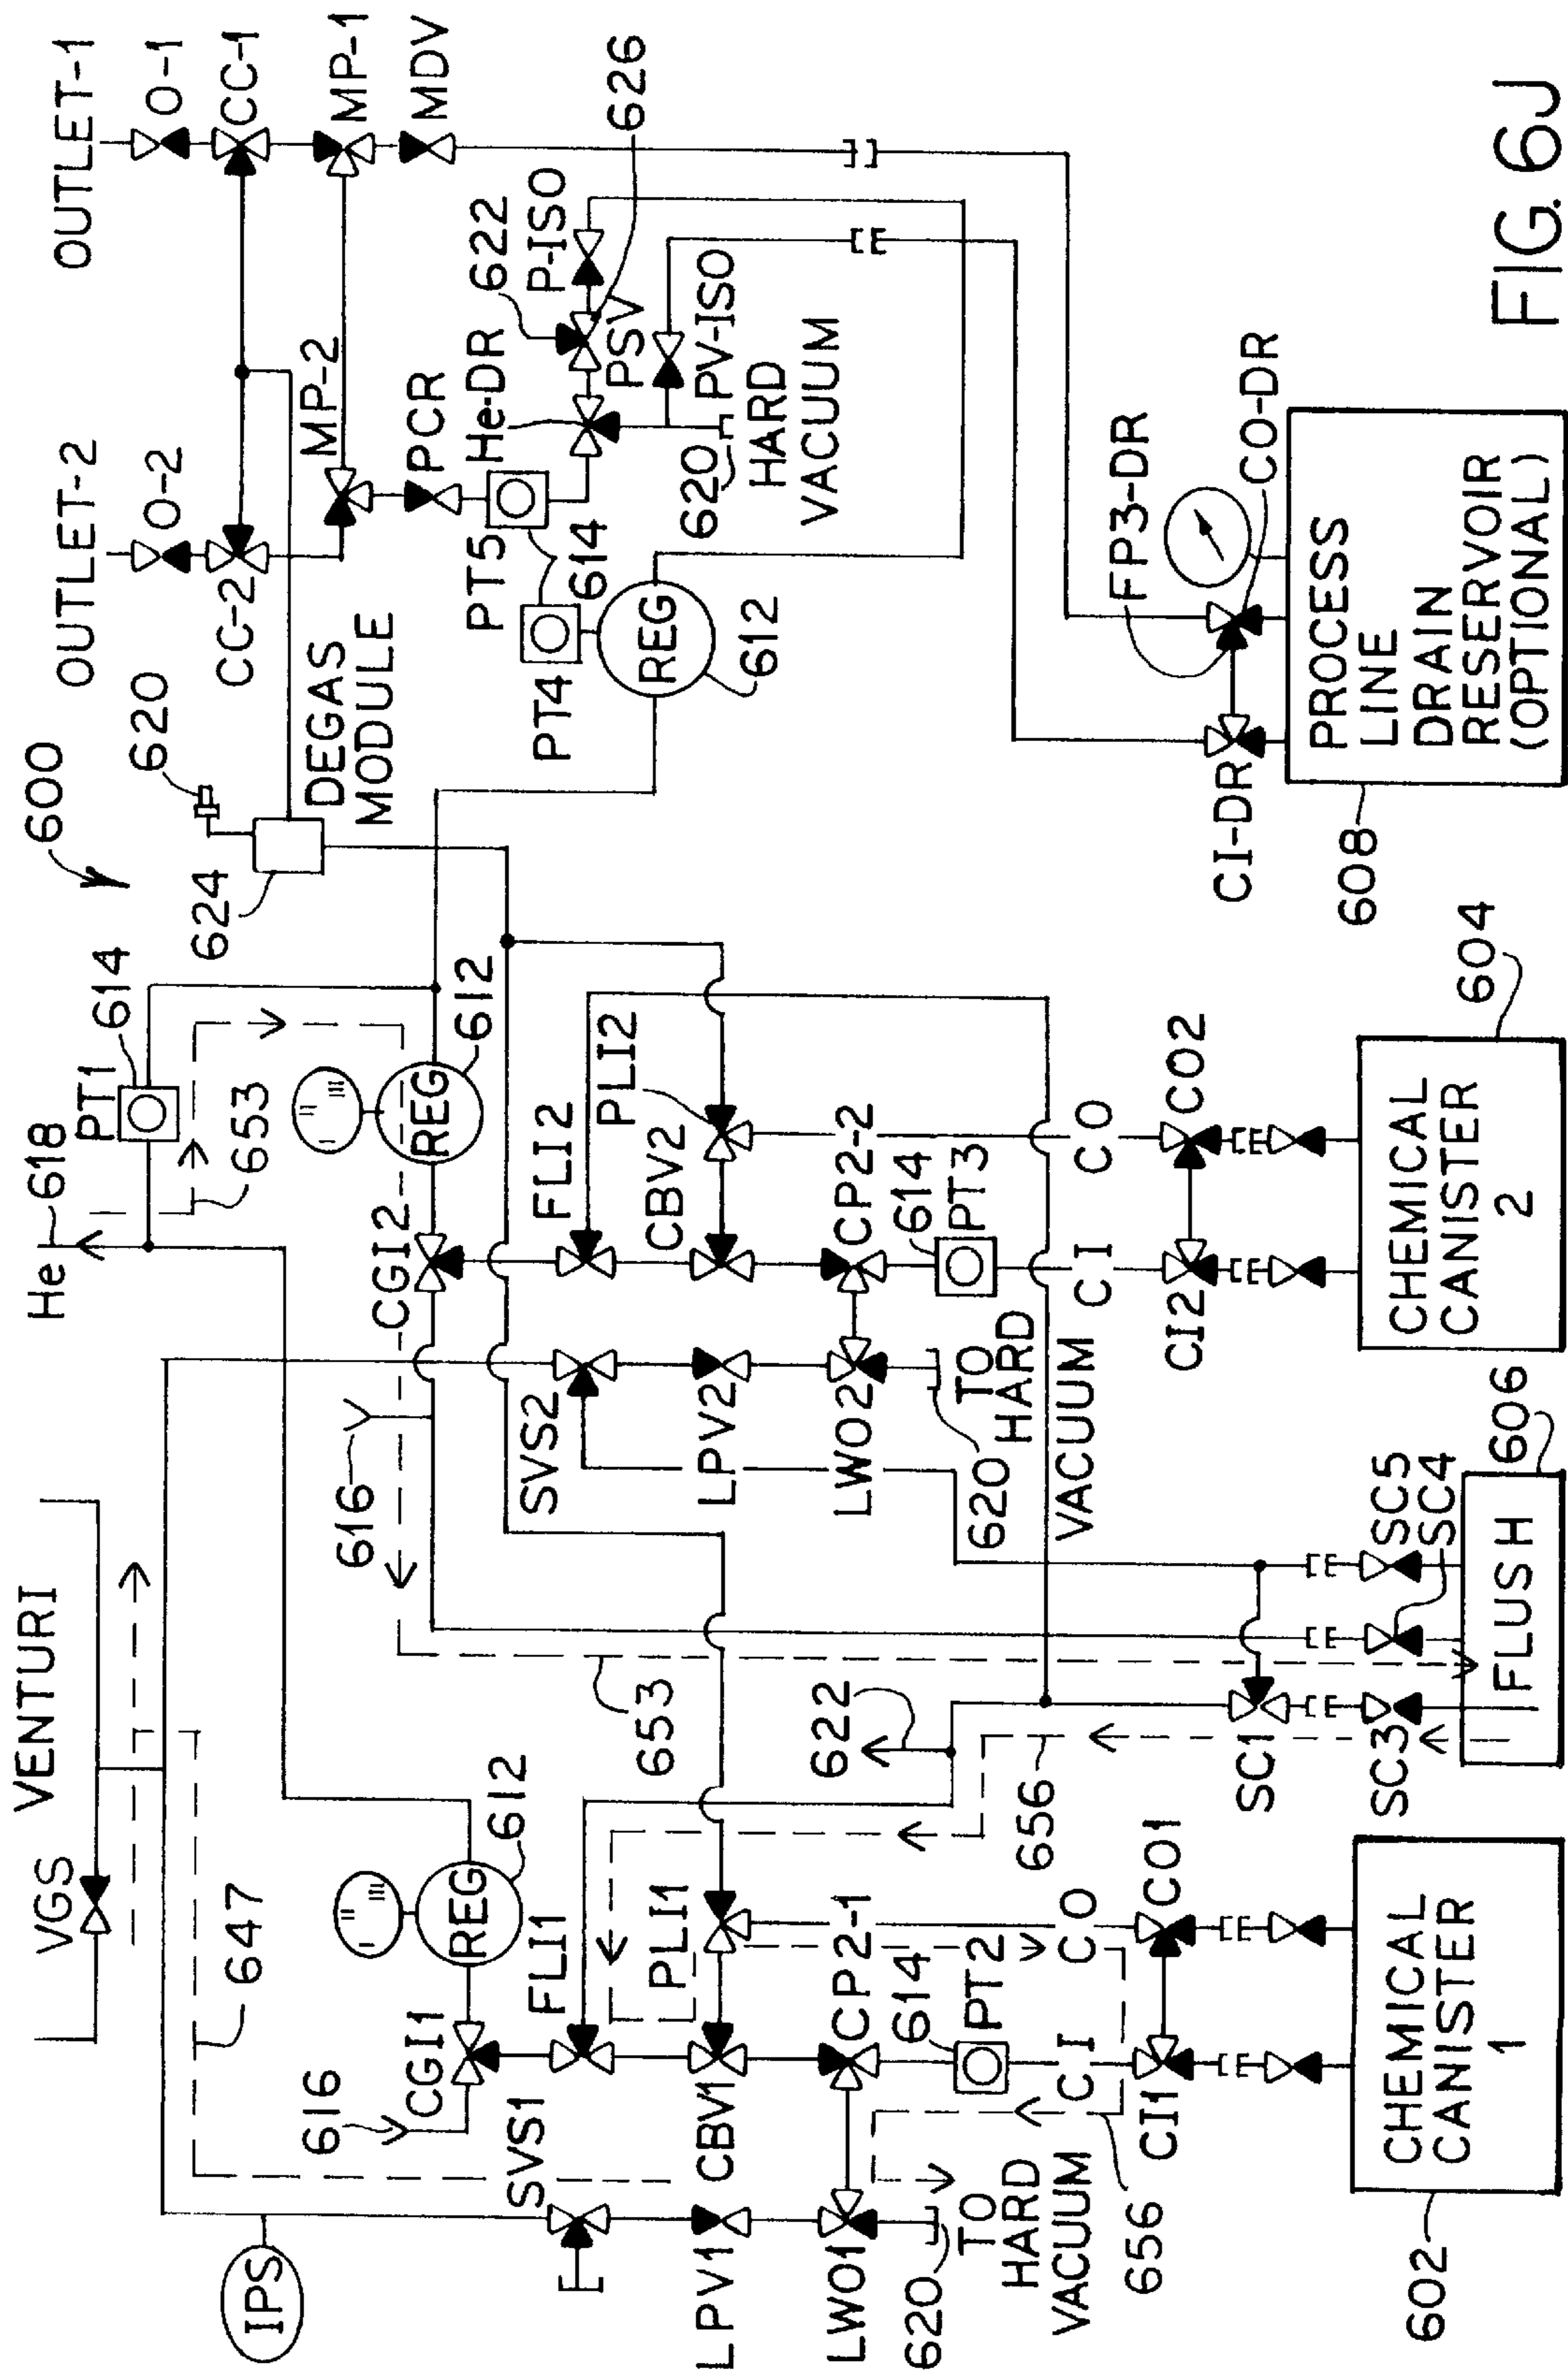 OUTLET-1
O-1
CC-1
MP-1
MDV
626
OUTLET-2
O-2
CC-2
MP-2
PCR
622
P-ISO
He-DR
PSV
PV-ISO
PT5
614
PT4
REG
612
620
HARD
VACUUM
600
620
624
DEGAS
MODULE
FP3-DR
CO-DR
CI-DR
PROCESS
LINE
DRAIN
RESERVOIR
(OPTIONAL)
608
FIG. 6J
He
618
PT1
614
653
REG
612
CGI2
FLI2
PLI2
CBV2
CP2-2
614
PT3
CO
CI
CO2
CI2
CHEMICAL
CANISTER
2
604
616
SVS2
LPV2
LWO2
620
TO
HARD
VACUUM
606
SC5
SC4
FLUSH
SC1
SC3
VENTURI
VGS
647
653
622
656
REG
612
616
CGI1
FLI1
PLI1
SVS1
CBV1
CP2-1
614
PT2
CO
CI
CO1
CI1
IPS
LPV1
LWO1
620
TO
HARD
VACUUM
656
CHEMICAL
CANISTER
1
602